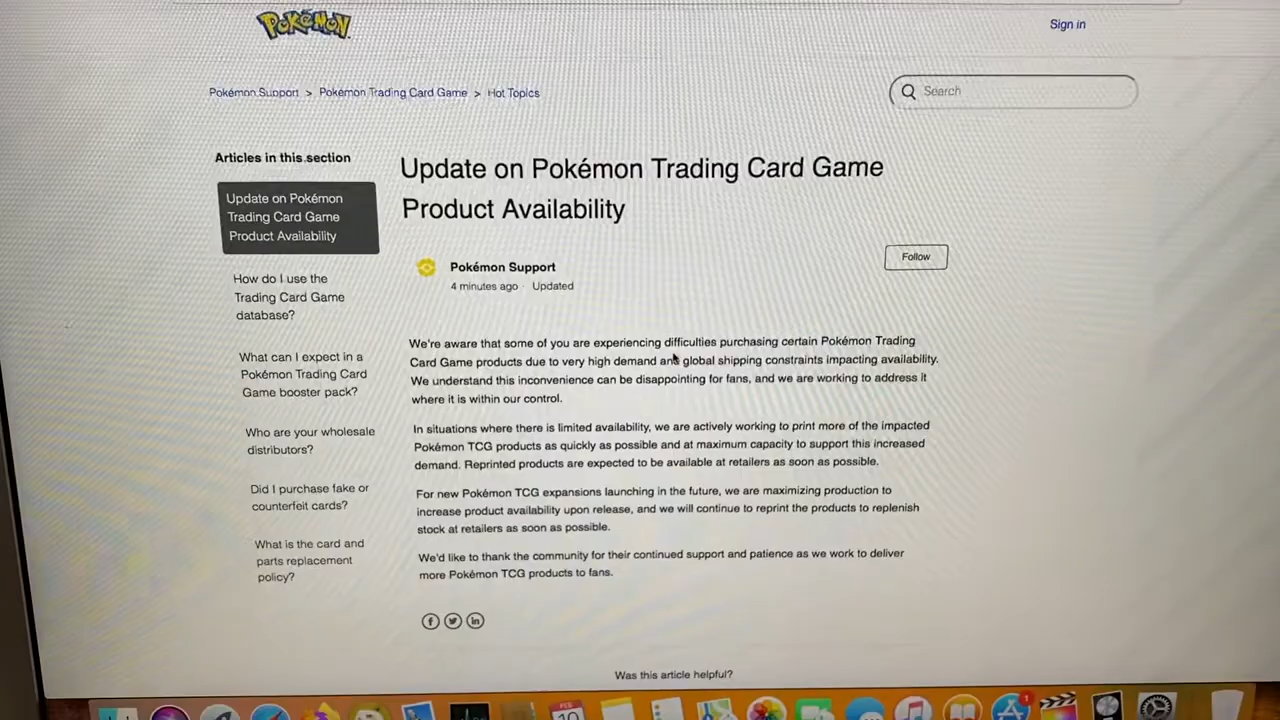 Pokémon
Sign in
Pokémon Support > Pokémon Trading Card Game > Hot Topics
Search
Articles in this section
Update on Pokémon
Trading Card Game
Product Availability
How do I use the
Trading Card Game
database?
What can I expect in a
Pokémon Trading Card
Game booster pack?
Who are your wholesale
distributors?
Did I purchase fake or
counterfeit cards?
What is the card and
parts replacement
policy?
Update on Pokémon Trading Card Game
Product Availability
Pokémon Support
4 minutes ago · Updated
Follow
We're aware that some of you are experiencing difficulties purchasing certain Pokémon Trading
Card Game products due to very high demand and global shipping constraints impacting availability.
We understand this inconvenience can be disappointing for fans, and we are working to address it
where it is within our control.
In situations where there is limited availability, we are actively working to print more of the impacted
Pokémon TCG products as quickly as possible and at maximum capacity to support this increased
demand. Reprinted products are expected to be available at retailers as soon as possible.
For new Pokémon TCG expansions launching in the future, we are maximizing production to
increase product availability upon release, and we will continue to reprint the products to replenish
stock at retailers as soon as possible.
We'd like to thank the community for their continued support and patience as we work to deliver
more Pokémon TCG products to fans.
Was this article helpful?
FEB
10
1